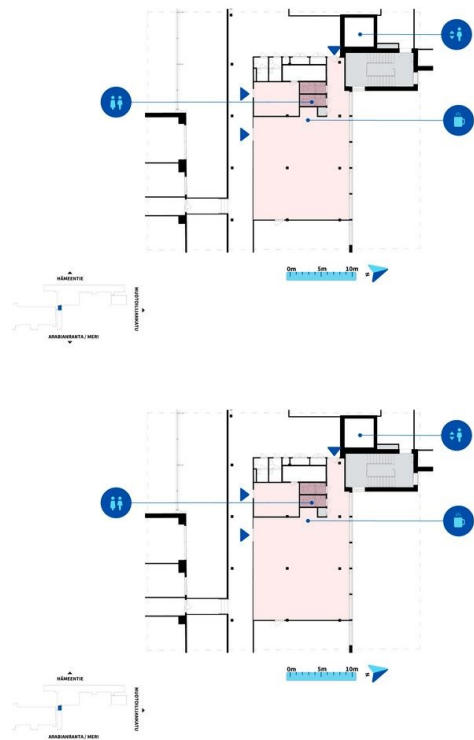 0m 5m 10m
N
HÄMEENTIE
MUOTOILIJANKATU
ARABIANRANTA / MERI
0m 5m 10m
N
HÄMEENTIE
MUOTOILIJANKATU
ARABIANRANTA / MERI